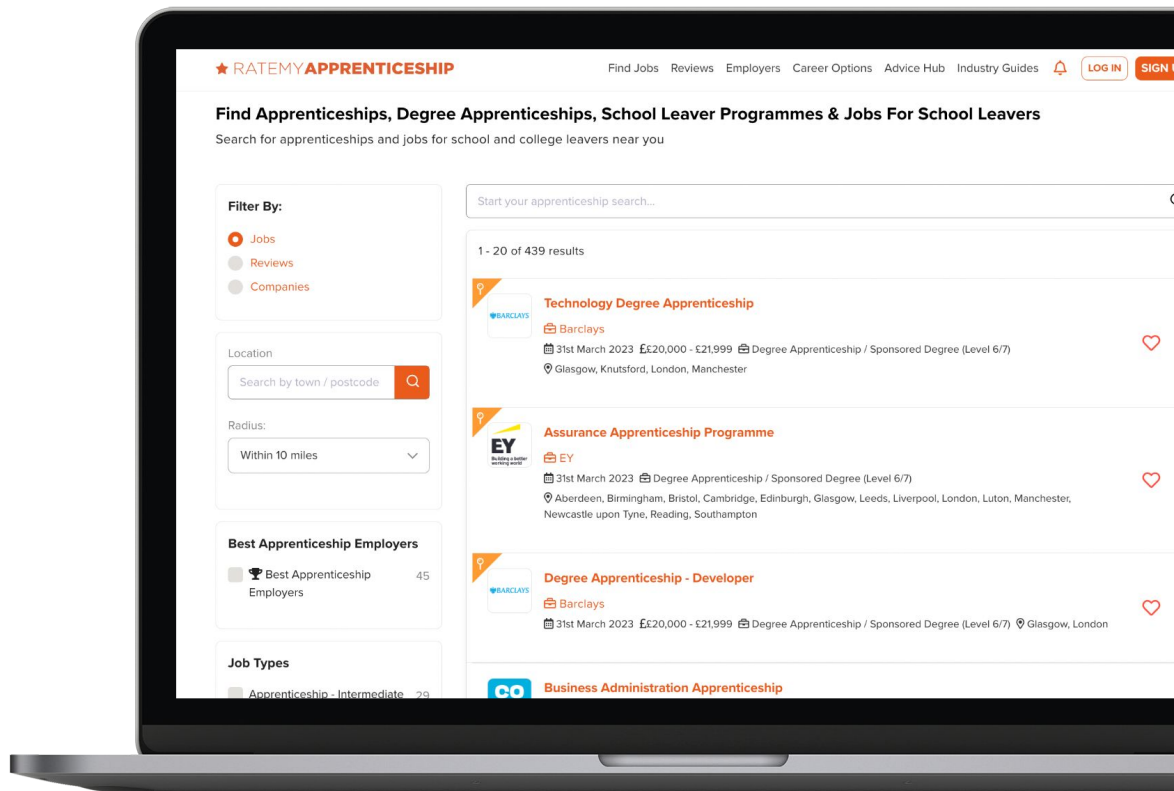 RATEMYAPPRENTICESHIP
Find Jobs Reviews Employers Career Options Advice Hub Industry Guides LOG IN SIGN
Find Apprenticeships, Degree Apprenticeships, School Leaver Programmes & Jobs For School Leavers
Search for apprenticeships and jobs for school and college leavers near you
Filter By:
Jobs
Reviews
Companies
Location
Search by town / postcode
Radius:
Within 10 miles
Best Apprenticeship Employers
Best Apprenticeship 45
Employers
Job Types
Apprenticeship - Intermediate 29
Start your apprenticeship search...
1 - 20 of 439 results
BARCLAYS
Technology Degree Apprenticeship
Barclays
31st March 2023 ££20,000 - £21,999 Degree Apprenticeship / Sponsored Degree (Level 6/7)
Glasgow, Knutsford, London, Manchester
EY
Building a better
working world
Assurance Apprenticeship Programme
EY
31st March 2023 Degree Apprenticeship / Sponsored Degree (Level 6/7)
Aberdeen, Birmingham, Bristol, Cambridge, Edinburgh, Glasgow, Leeds, Liverpool, London, Luton, Manchester,
Newcastle upon Tyne, Reading, Southampton
BARCLAYS
Degree Apprenticeship - Developer
Barclays
31st March 2023 ££20,000 - £21,999 Degree Apprenticeship / Sponsored Degree (Level 6/7) Glasgow, London
CO
Business Administration Apprenticeship